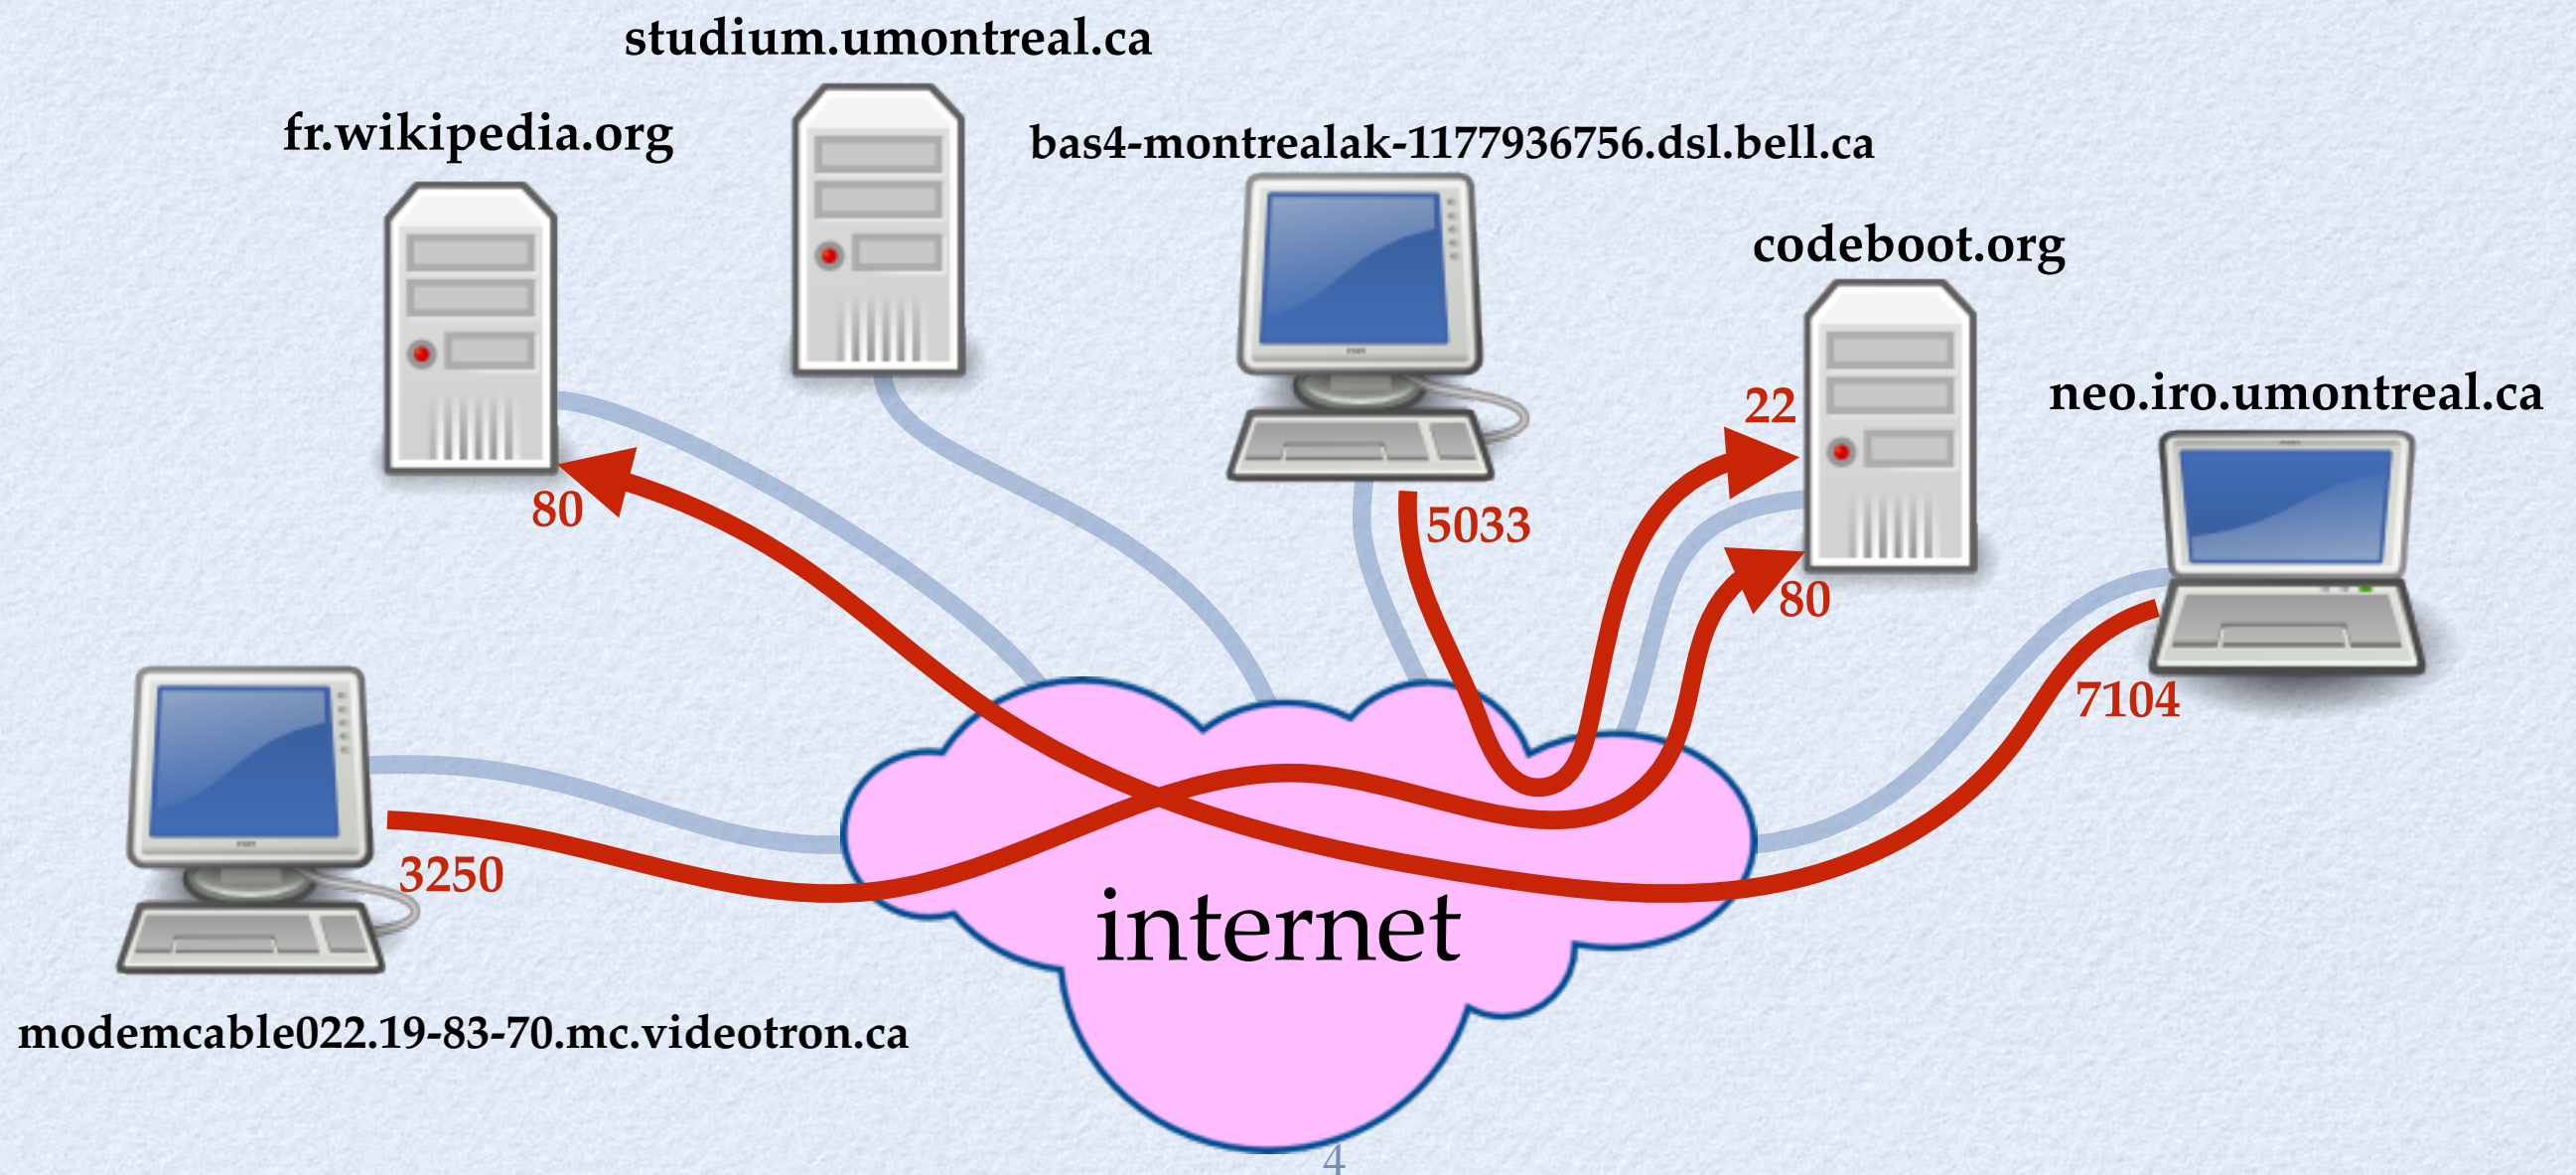 studium.umontreal.ca
fr.wikipedia.org
bas4-montrealak-1177936756.dsl.bell.ca
codeboot.org
22
neo.iro.umontreal.ca
80
5033
80
7104
3250
internet
modemcable022.19-83-70.mc.videotron.ca
4